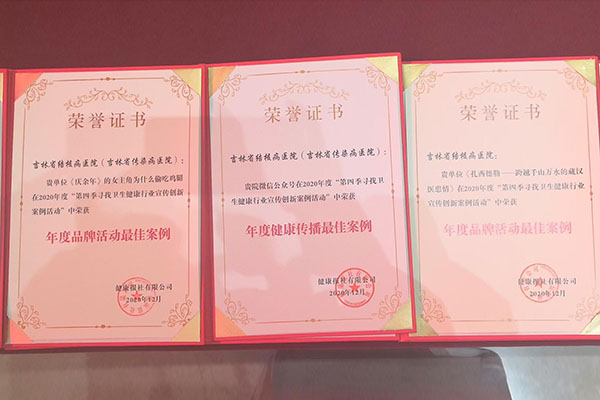 荣誉证书
吉林省结核病医院(吉林省传染病医院):
贵单位《庆余年》的女主角为什么偷吃鸡腿
在2020年度“第四季寻找卫生健康行业宣传创新
案例活动”中荣获
年度品牌活动最佳案例
健康报社有限公司
2020年12月
荣誉证书
吉林省结核病医院(吉林省传染病医院):
贵院微信公众号在2020年度“第四季寻找卫
生健康行业宣传创新案例活动”中荣获
年度健康传播最佳案例
健康报社有限公司
2020年12月
荣誉证书
吉林省结核病医院:
贵单位《扎西德勒——跨越千山万水的藏汉
医患情》在2020年度“第四季寻找卫生健康行业
宣传创新案例活动”中荣获
年度品牌活动最佳案例
健康报社有限公司
2020年12月